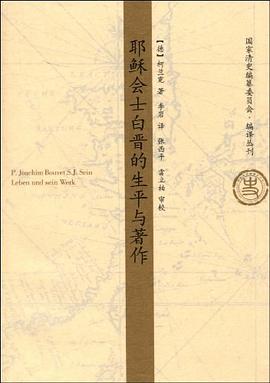 国家清史编纂委员会·编译丛刊
【德】柯兰霓 著 李岩 译 张西平 雷立柏 审校
耶稣会士白晋的生平与著作
P. Joachim Bouvet S.J. Sein
Leben und sein Werk